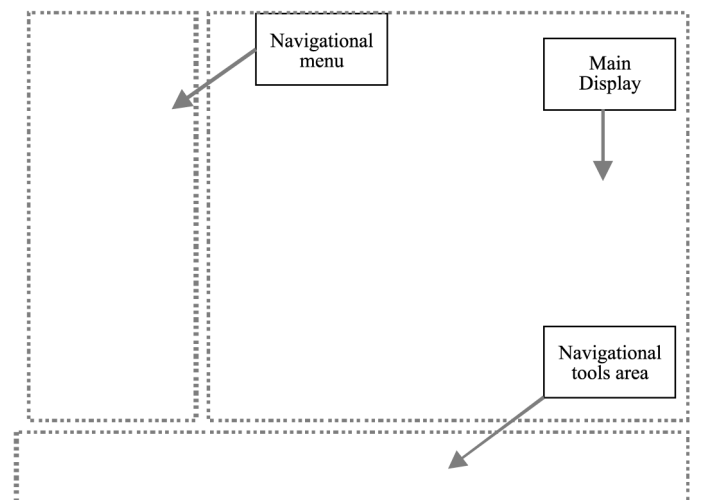 Navigational
menu
Main
Display
Navigational
tools area